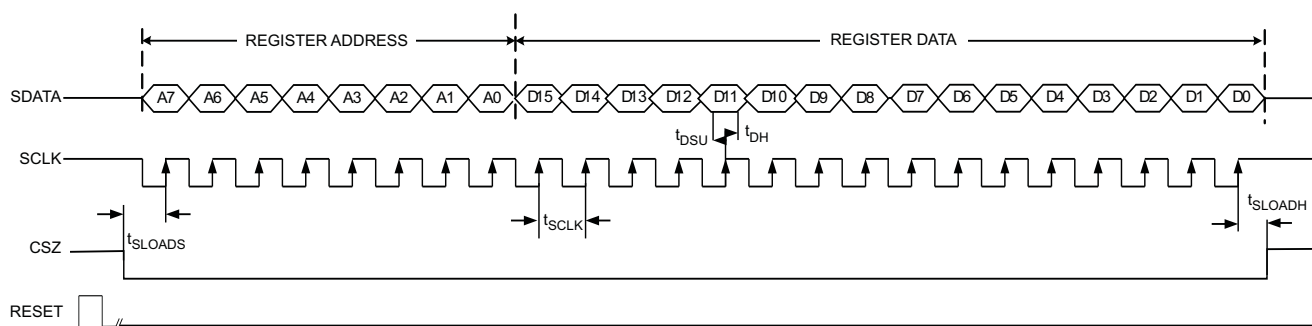 REGISTER ADDRESS REGISTER DATA
SDATA A7 A6 A5 A4 A3 A2 A1 A0 D15 D14 D13 D12 D11 D10 D9 D8 D7 D6 D5 D4 D3 D2 D1 D0
tDSU tDH
SCLK
tSLOADS tSCLK tSLOADH
CSZ
RESET